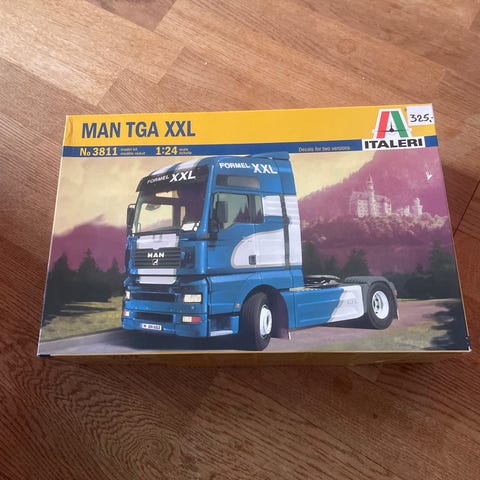 MAN TGA XXL
No 3811 model kit 1:24 scale
Decals for two versions
325,-
ITALERI
FORMEL XXL
FORMEL XXL
MAN